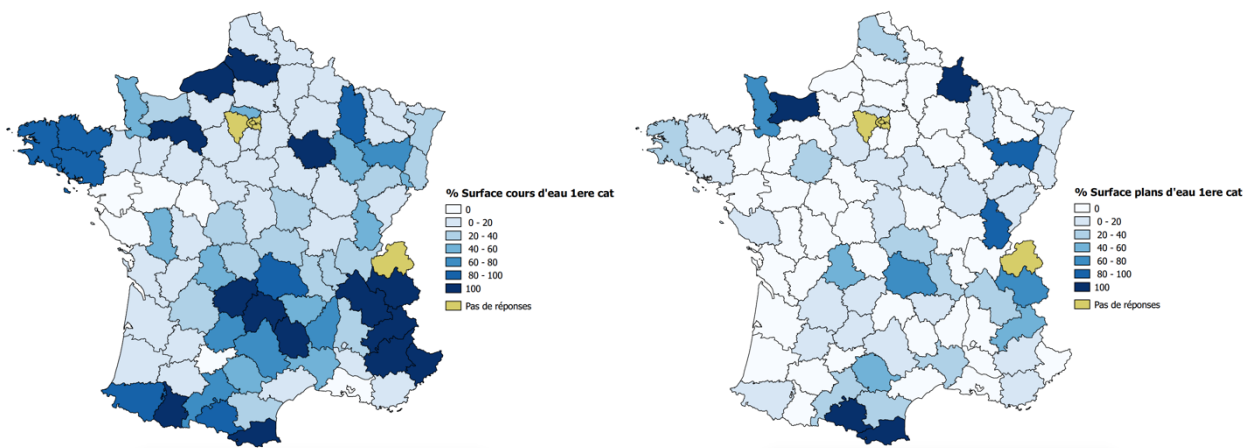 % Surface cours d'eau 1ere cat
0
0 - 20
20 - 40
40 - 60
60 - 80
80 - 100
100
Pas de réponses
% Surface plans d'eau 1ere cat
0
0 - 20
20 - 40
40 - 60
60 - 80
80 - 100
100
Pas de réponses